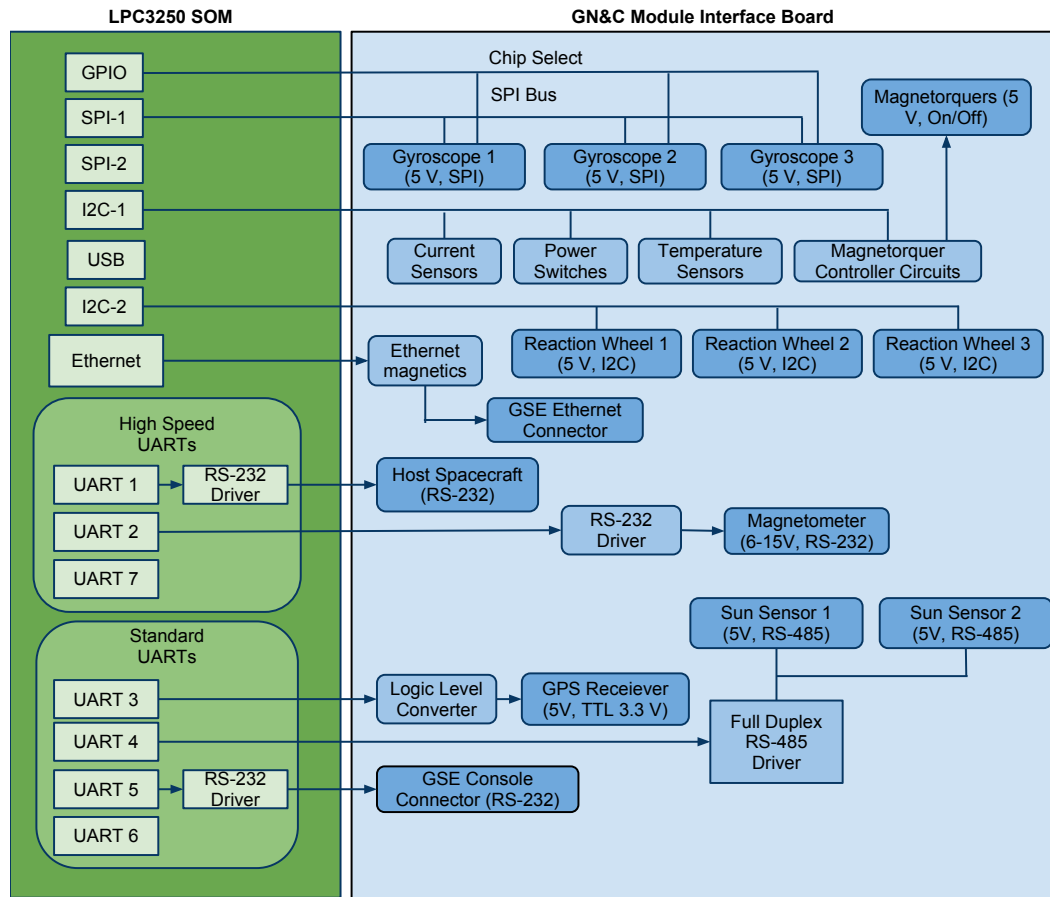 LPC3250 SOM
GN&C Module Interface Board
GPIO
Chip Select
SPI-1
SPI Bus
Magnetorquers (5
V, On/Off)
SPI-2
Gyroscope 1
(5 V, SPI)
Gyroscope 2
(5 V, SPI)
Gyroscope 3
(5 V, SPI)
I2C-1
USB
Current
Sensors
Power
Switches
Temperature
Sensors
Magnetorquer
Controller Circuits
I2C-2
Ethernet
Ethernet
magnetics
Reaction Wheel 1
(5 V, I2C)
Reaction Wheel 2
(5 V, I2C)
Reaction Wheel 3
(5 V, I2C)
GSE Ethernet
Connector
High Speed
UARTs
UART 1
RS-232
Driver
Host Spacecraft
(RS-232)
UART 2
RS-232
Driver
Magnetometer
(6-15V, RS-232)
UART 7
Sun Sensor 1
(5V, RS-485)
Sun Sensor 2
(5V, RS-485)
Standard
UARTs
UART 3
Logic Level
Converter
GPS Receiever
(5V, TTL 3.3 V)
UART 4
Full Duplex
RS-485
Driver
UART 5
RS-232
Driver
GSE Console
Connector (RS-232)
UART 6